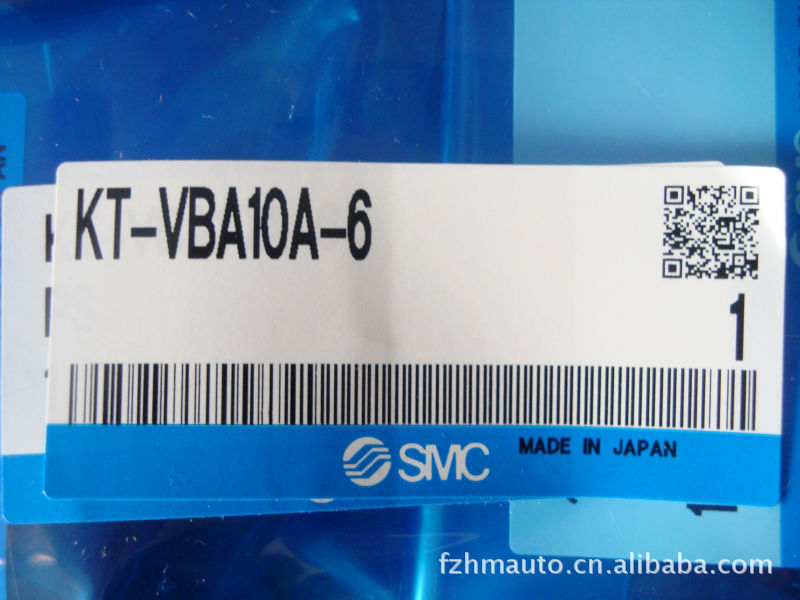 KT-VBA10A-6
1
SMC
MADE IN JAPAN
fzhmauto.cn.alibaba.com